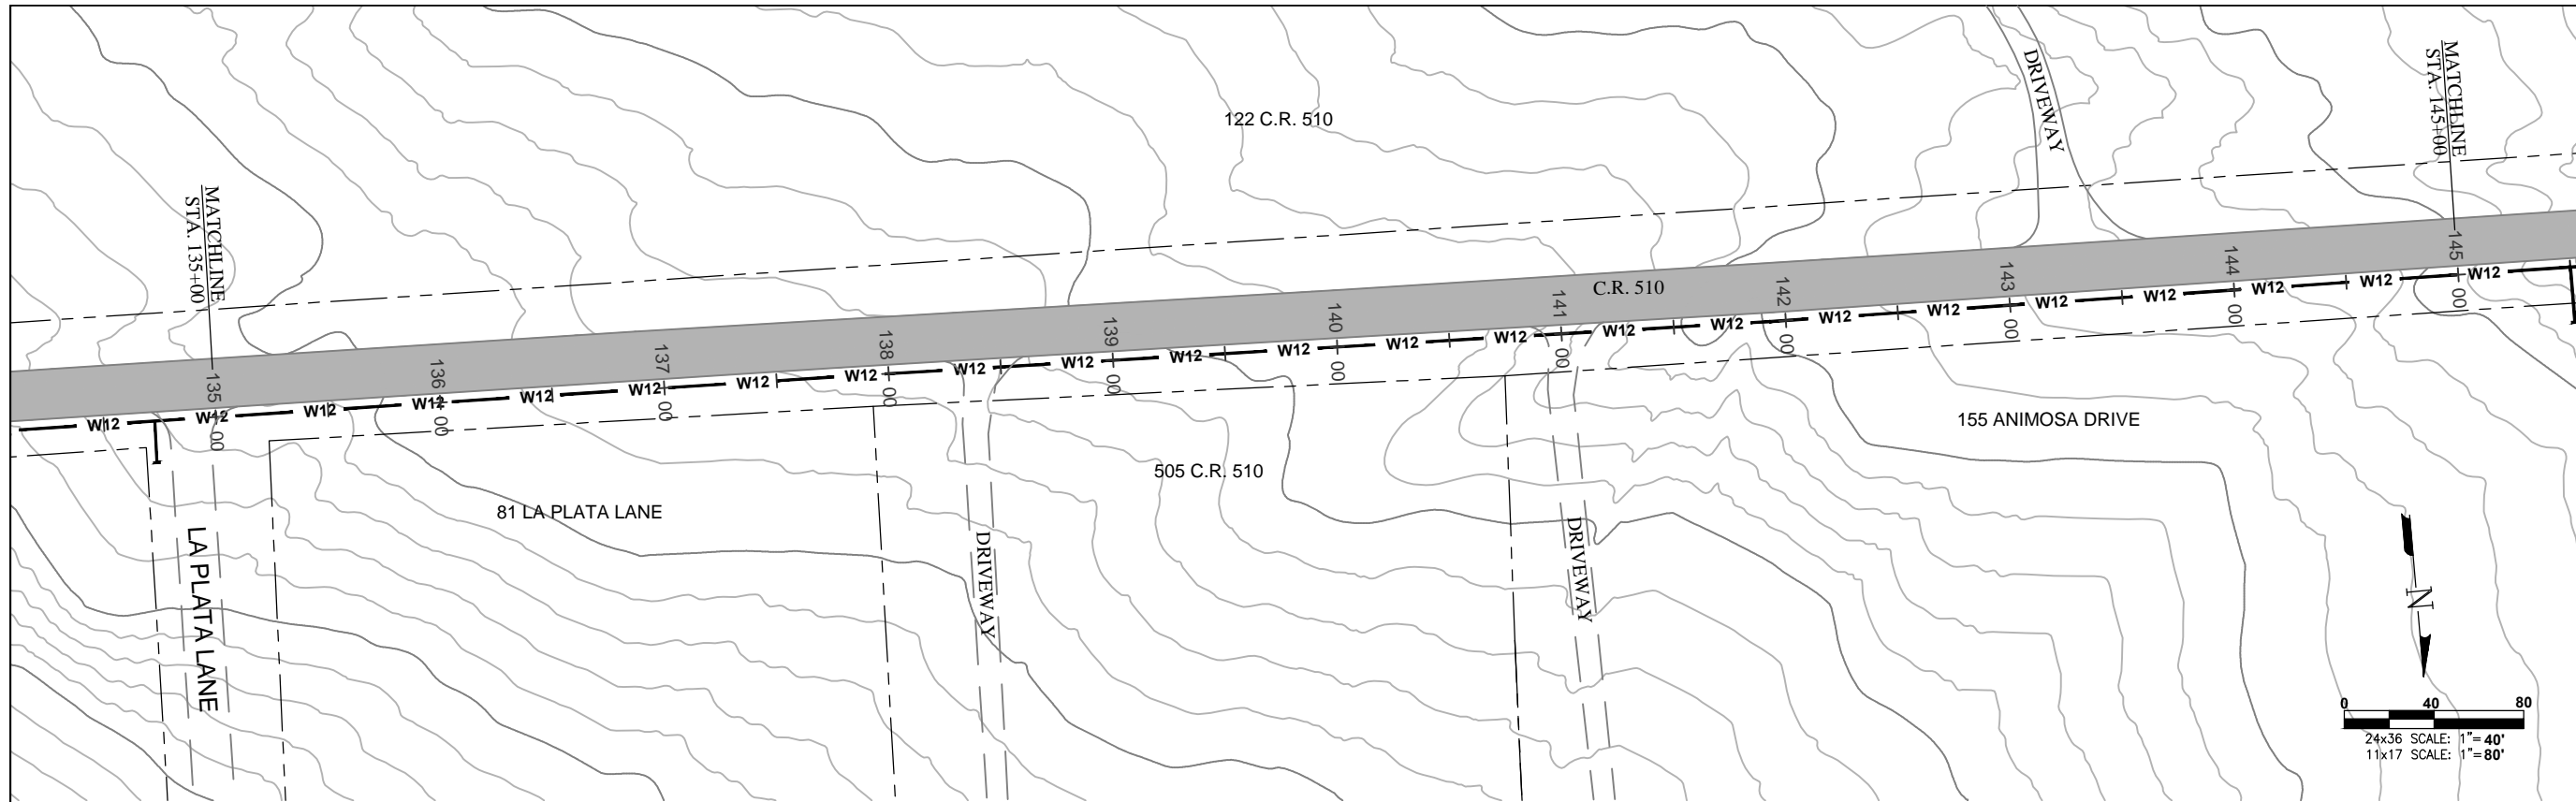 MATCHLINE
STA. 135+00
122 C.R. 510
DRIVEWAY
MATCHLINE
STA. 145+00
C.R. 510
135+00
136+00
137+00
138+00
139+00
140+00
141+00
142+00
143+00
144+00
145+00
W12 W12 W12 W12 W12 W12 W12 W12 W12 W12 W12 W12 W12 W12 W12 W12 W12 W12 W12 W12 W12 W12 W12
81 LA PLATA LANE
505 C.R. 510
155 ANIMOSA DRIVE
LA PLATA LANE
DRIVEWAY
DRIVEWAY
N
0 40 80
24x36 SCALE: 1"=40'
11x17 SCALE: 1"=80'